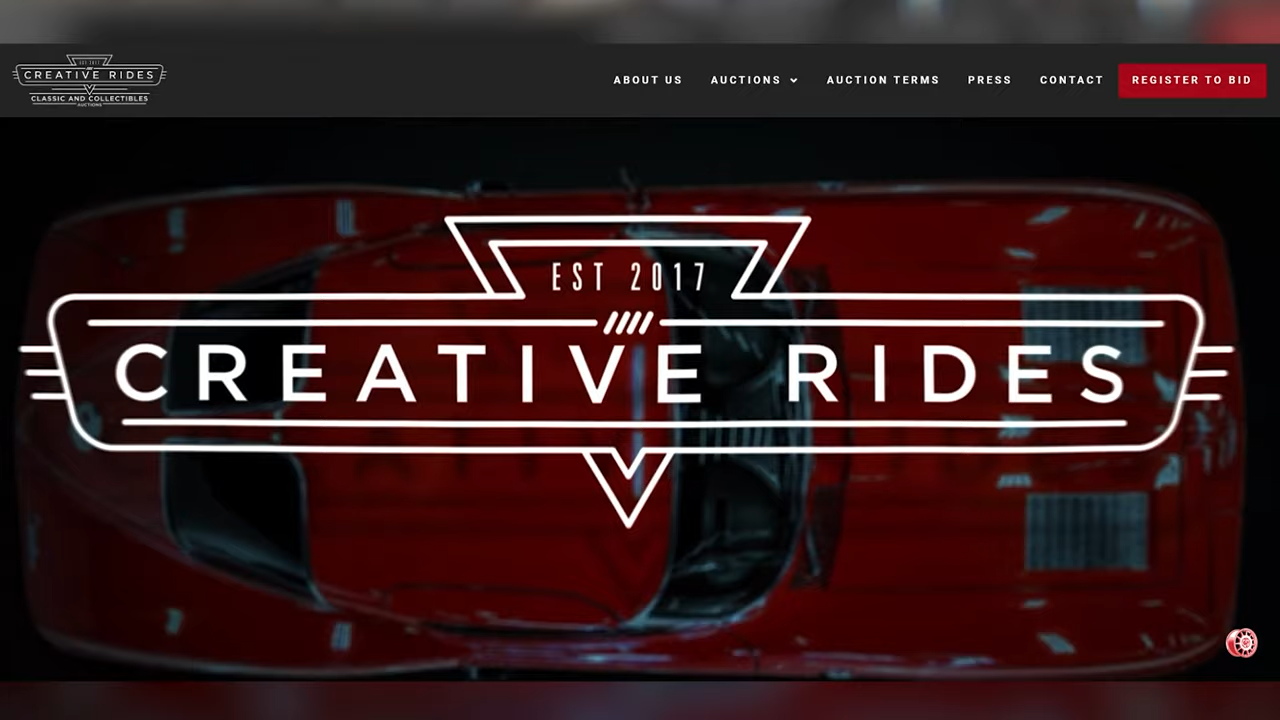 EST 2017
CREATIVE RIDES
CLASSIC AND COLLECTIBLES
AUCTIONS
ABOUT US
AUCTIONS
AUCTION TERMS
PRESS
CONTACT
REGISTER TO BID
EST 2017
CREATIVE RIDES